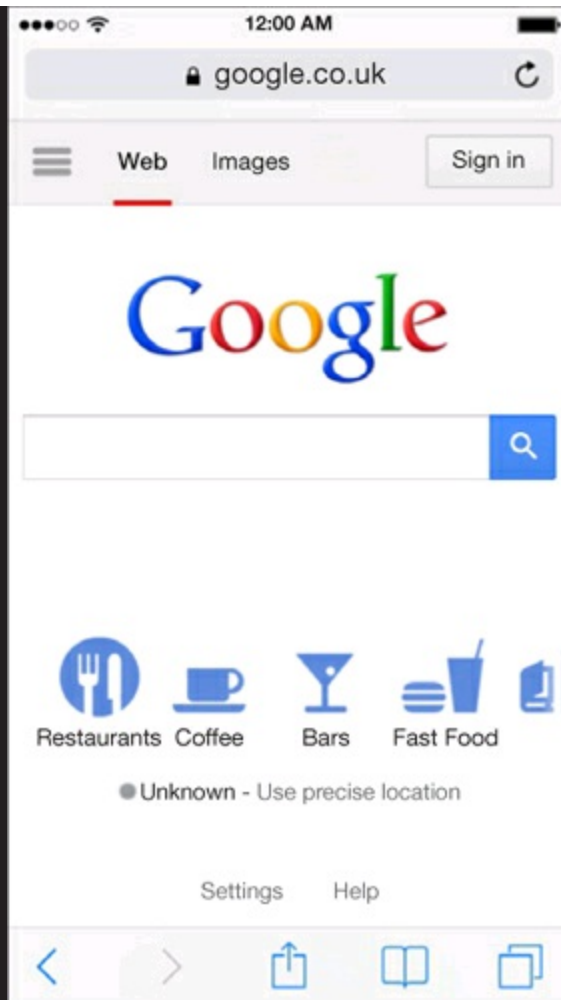 12:00 AM
google.co.uk
Web Images Sign in
Google
Restaurants Coffee Bars Fast Food
Unknown - Use precise location
Settings Help